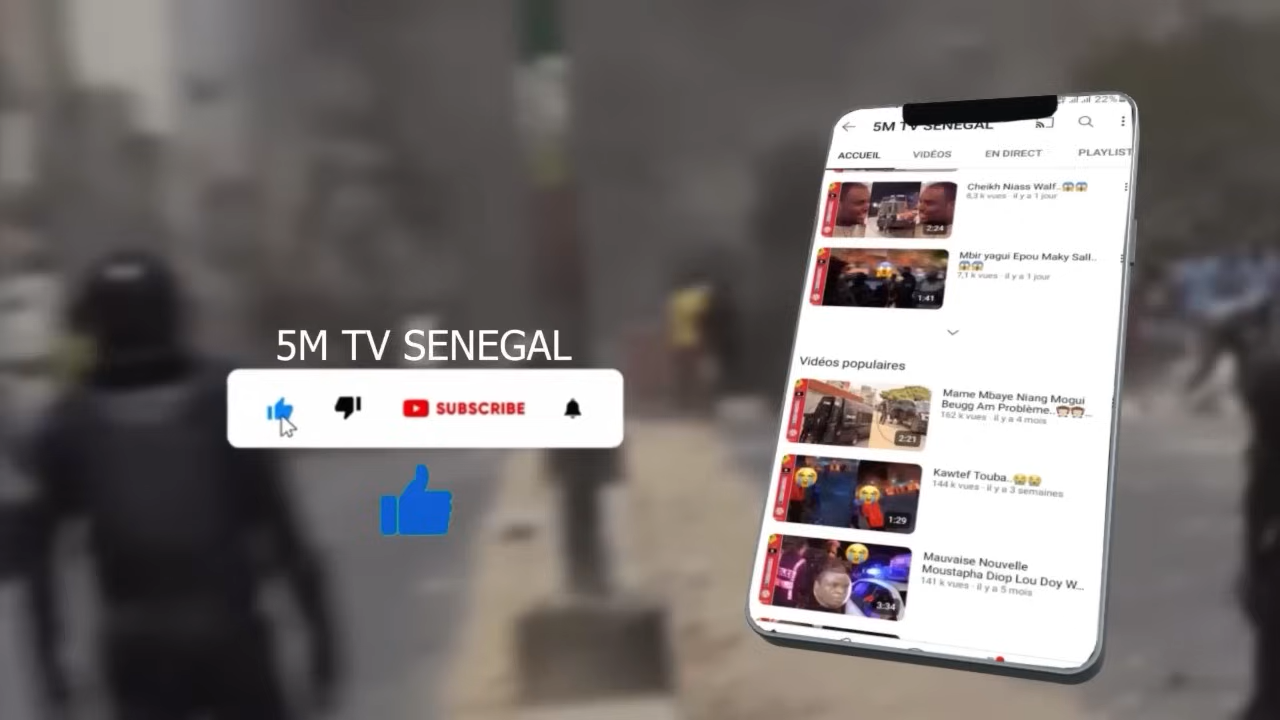 5M TV SENEGAL
SUBSCRIBE
22%
5M TV SENEGAL
ACCUEIL VIDÉOS EN DIRECT PLAYLIST
Cheikh Niass Walf..😱😱
6,3 k vues · il y a 1 jour
2:24
Mbir yagui Epou Maky Sall..
😱😱
7,1 k vues · il y a 1 jour
1:41
Vidéos populaires
Mame Mbaye Niang Mogui
Beugg Am Problème..
162 k vues · il y a 4 mois
2:21
Kawtef Touba..😭😭
144 k vues · il y a 3 semaines
1:29
Mauvaise Nouvelle
Moustapha Diop Lou Doy W...
141 k vues · il y a 5 mois
3:34